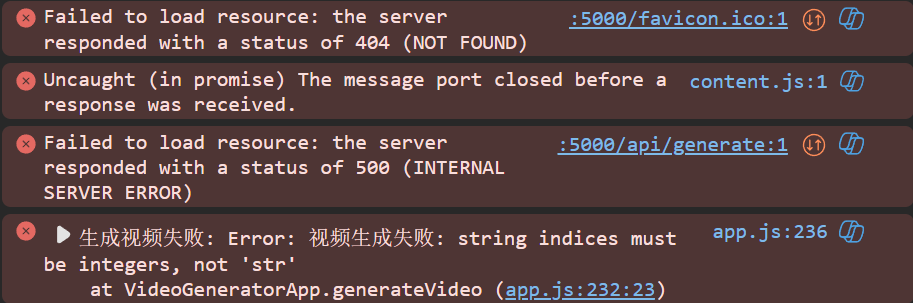 Failed to load resource: the server :5000/favicon.ico:1
responded with a status of 404 (NOT FOUND)
Uncaught (in promise) The message port closed before a content.js:1
response was received.
Failed to load resource: the server :5000/api/generate:1
responded with a status of 500 (INTERNAL
SERVER ERROR)
生成视频失败: Error: 视频生成失败: string indices must app.js:236
be integers, not 'str'
at VideoGeneratorApp.generateVideo (app.js:232:23)